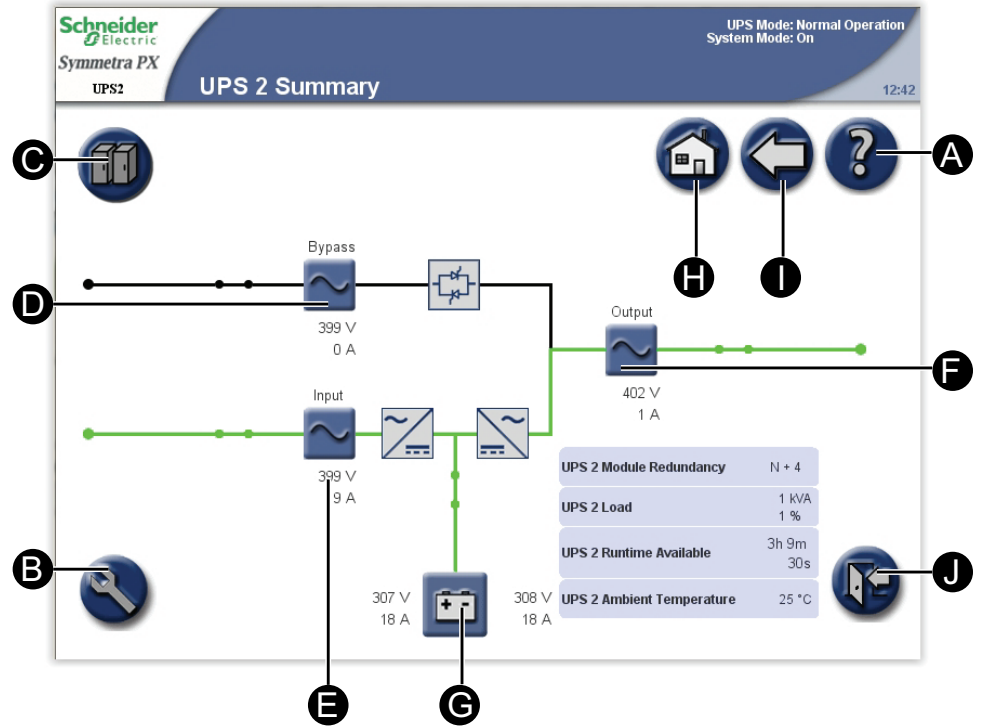 Schneider
Electric
Symmetra PX
UPS2
UPS 2 Summary
UPS Mode: Normal Operation
System Mode: On
12:42
C
A
H
I
Bypass
D
399 V
0 A
Output
F
402 V
1 A
Input
399 V
9 A
E
UPS 2 Module Redundancy N + 4
UPS 2 Load 1 kVA
1 %
UPS 2 Runtime Available 3h 9m
30s
UPS 2 Ambient Temperature 25 °C
B
307 V
18 A
308 V
18 A
G
J